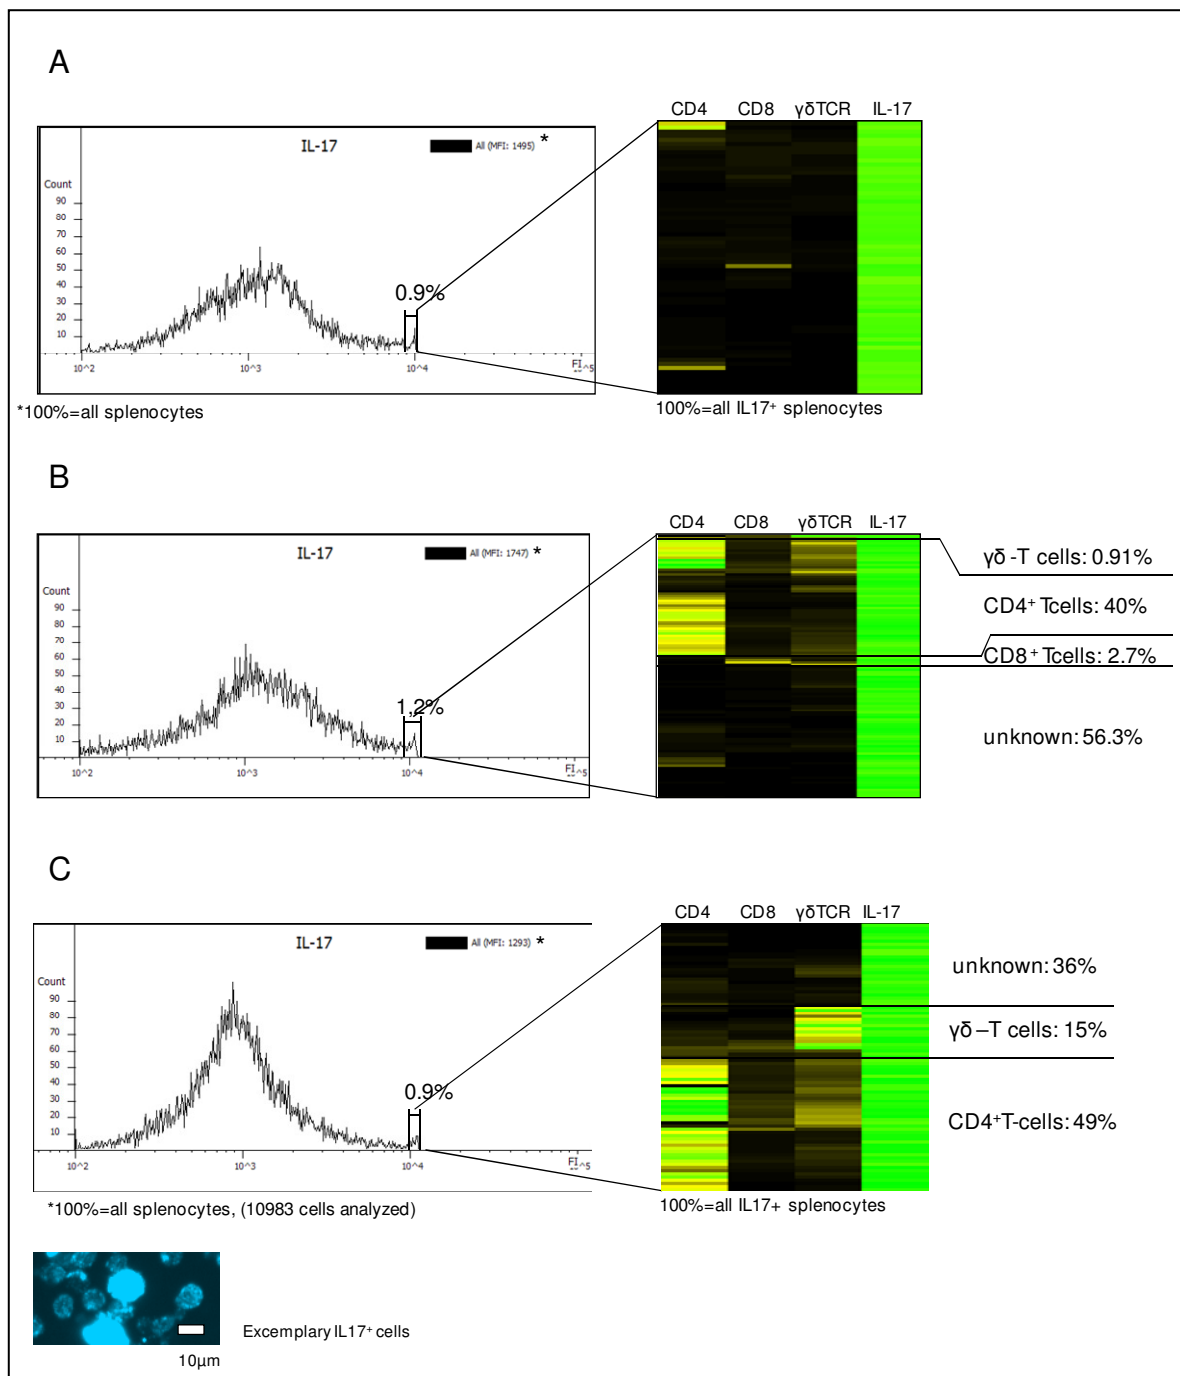 A
CD4 CD8 γδTCR IL-17
IL-17
All (MFI: 1495) *
Count
90
80
70
60
50
40
30
20
10
0.9%
10^2 10^3 10^4 FI 10^5
*100%=all splenocytes
100%=all IL17⁺ splenocytes
B
CD4 CD8 γδTCR IL-17
IL-17
All (MFI: 1747) *
Count
90
80
70
60
50
40
30
20
10
1,2%
10^2 10^3 10^4 FI
γδ -T cells: 0.91%
CD4⁺ Tcells: 40%
CD8⁺ Tcells: 2.7%
unknown: 56.3%
C
CD4 CD8 γδTCR IL-17
IL-17
All (MFI: 1293) *
Count
90
80
70
60
50
40
30
20
10
0.9%
10^2 10^3 10^4 FI
unknown: 36%
γδ –T cells: 15%
CD4⁺T-cells: 49%
*100%=all splenocytes, (10983 cells analyzed)
100%=all IL17+ splenocytes
Excemplary IL17⁺ cells
10µm